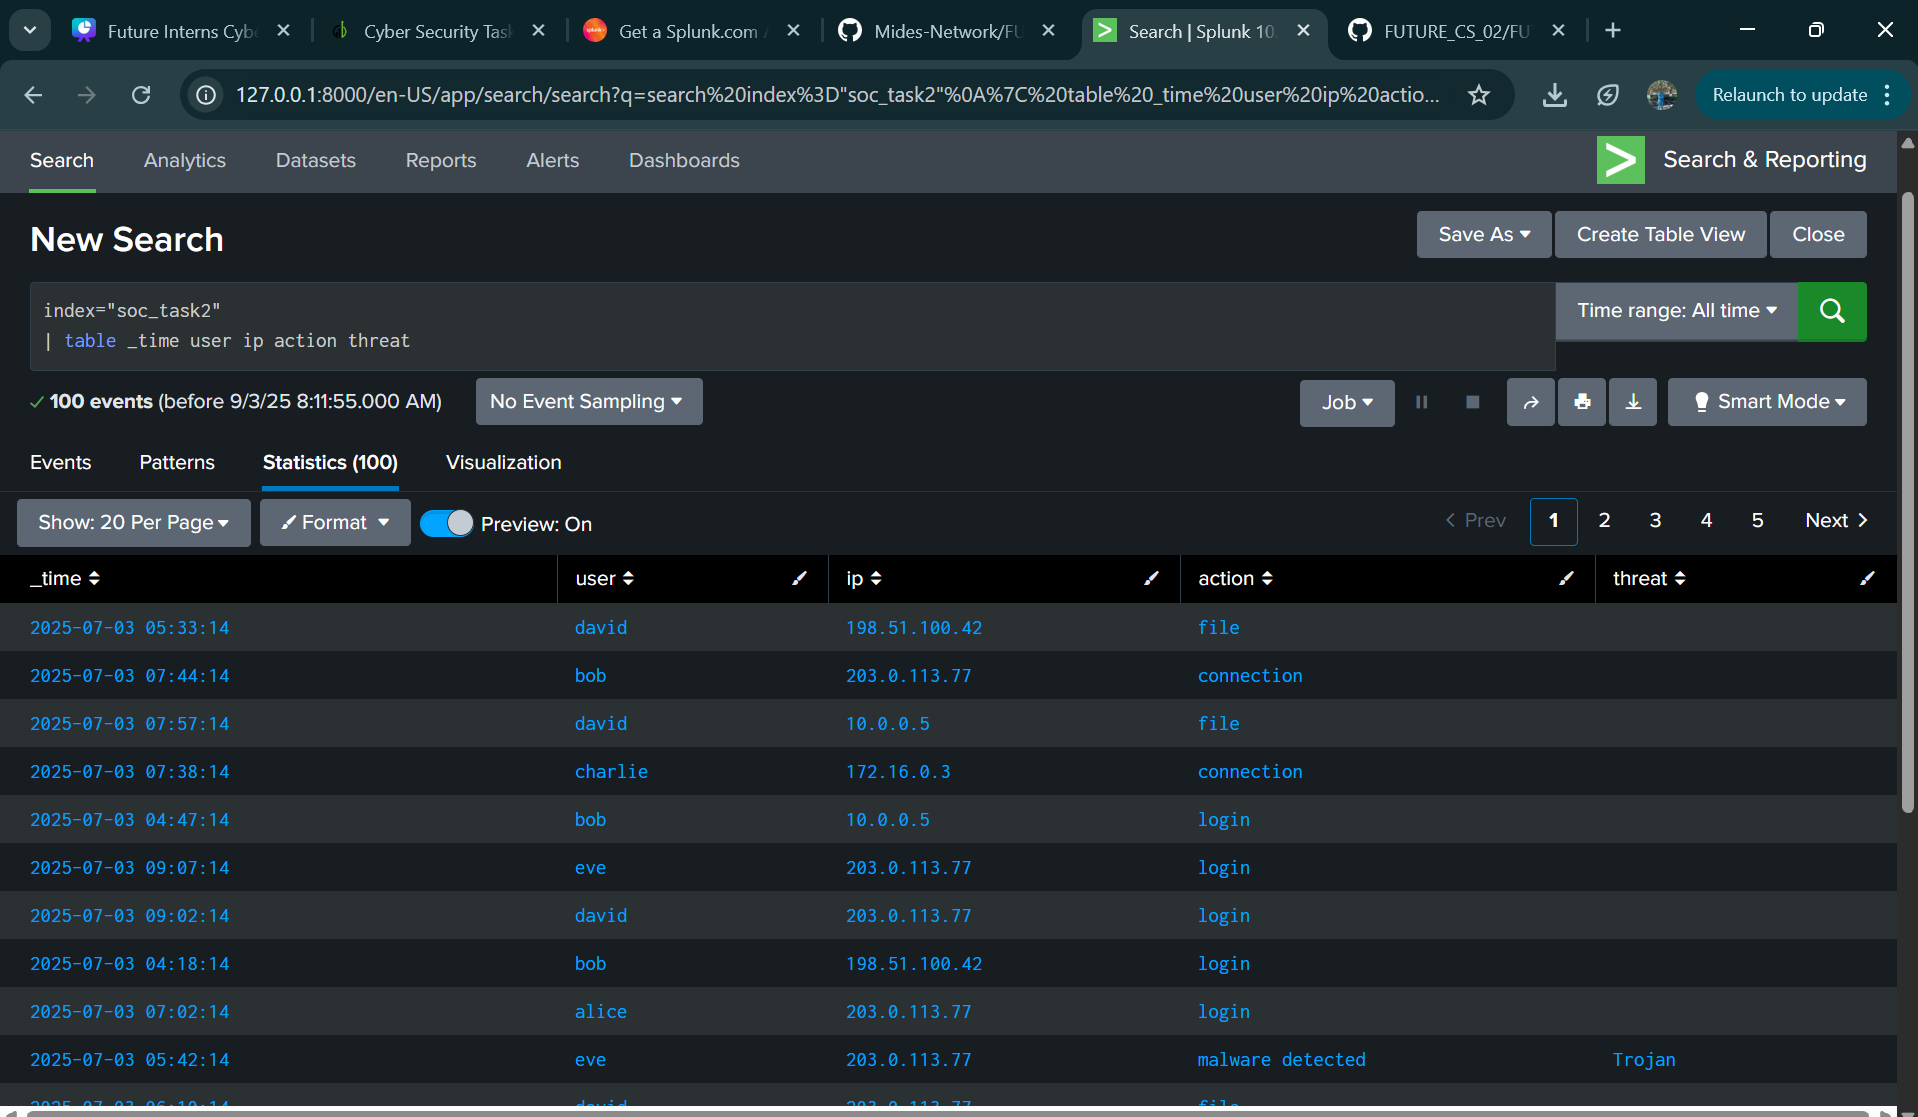 Future Interns Cybe
Cyber Security Task
Get a Splunk.com A
Mides-Network/FU
Search | Splunk 10.
FUTURE_CS_02/FU
127.0.0.1:8000/en-US/app/search/search?q=search%20index%3D"soc_task2"%0A%7C%20table%20_time%20user%20ip%20actio...
Relaunch to update
Search
Analytics
Datasets
Reports
Alerts
Dashboards
Search & Reporting
New Search
Save As
Create Table View
Close
index="soc_task2"
| table _time user ip action threat
Time range: All time
100 events (before 9/3/25 8:11:55.000 AM)
No Event Sampling
Job
Smart Mode
Events
Patterns
Statistics (100)
Visualization
Show: 20 Per Page
Format
Preview: On
Prev 1 2 3 4 5 Next
_time user ip action threat
2025-07-03 05:33:14 david 198.51.100.42 file
2025-07-03 07:44:14 bob 203.0.113.77 connection
2025-07-03 07:57:14 david 10.0.0.5 file
2025-07-03 07:38:14 charlie 172.16.0.3 connection
2025-07-03 04:47:14 bob 10.0.0.5 login
2025-07-03 09:07:14 eve 203.0.113.77 login
2025-07-03 09:02:14 david 203.0.113.77 login
2025-07-03 04:18:14 bob 198.51.100.42 login
2025-07-03 07:02:14 alice 203.0.113.77 login
2025-07-03 05:42:14 eve 203.0.113.77 malware detected Trojan